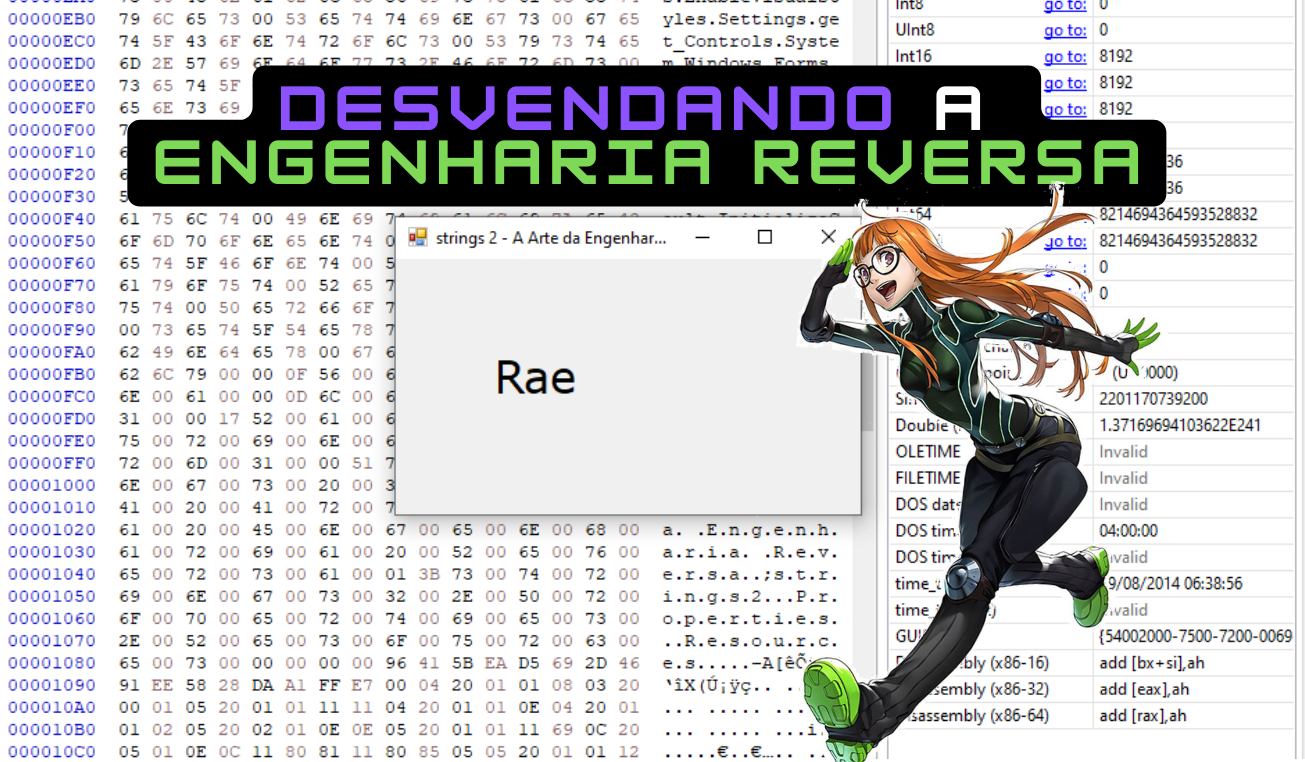 00000EB0 79 6C 65 73 00 53 65 74 74 69 6E 67 73 00 67 65 yles.Settings.ge
00000EC0 74 5F 43 6F 6E 74 72 6F 6C 73 00 53 79 73 74 65 t_Controls.Syste
00000ED0 6D 2E 57 69 6E 64 6F 77 73 2E 46 6F 72 6D 73 00 m.Windows.Forms.
00000EE0 73 65 74 5F
00000EF0 65 6E 73 69
00000F00
00000F10
00000F20
00000F30
DESVENDANDO A
ENGENHARIA REVERSA
00000F40 61 75 6C 74 00 49 6E 69
00000F50 6F 6D 70 6F 6E 65 6E 74
00000F60 65 74 5F 46 6F 6E 74 00
00000F70 61 79 6F 75 74 00 52 65
00000F80 75 74 00 50 65 72 66 6F
00000F90 00 73 65 74 5F 54 65 78
00000FA0 62 49 6E 64 65 78 00 67
00000FB0 62 6C 79 00 00 0F 56 00
00000FC0 6E 00 61 00 00 0D 6C 00
00000FD0 31 00 00 17 52 00 61 00
00000FE0 75 00 72 00 69 00 6E 00
00000FF0 72 00 6D 00 31 00 00 51
00001000 6E 00 67 00 73 00 20 00
00001010 41 00 20 00 41 00 72 00
strings 2 - A Arte da Engenhar...
Rae
00001020 61 00 20 00 45 00 6E 00 67 00 65 00 6E 00 68 00 a. .E.n.g.e.n.h.
00001030 61 00 72 00 69 00 61 00 20 00 52 00 65 00 76 00 a.r.i.a. .R.e.v.
00001040 65 00 72 00 73 00 61 00 01 3B 73 00 74 00 72 00 e.r.s.a..;s.t.r.
00001050 69 00 6E 00 67 00 73 00 32 00 2E 00 50 00 72 00 i.n.g.s.2...P.r.
00001060 6F 00 70 00 65 00 72 00 74 00 69 00 65 00 73 00 o.p.e.r.t.i.e.s.
00001070 2E 00 52 00 65 00 73 00 6F 00 75 00 72 00 63 00 ..R.e.s.o.u.r.c.
00001080 65 00 73 00 00 00 00 00 96 41 5B EA D5 69 2D 46 e.s.....–A[êÕ
00001090 91 EE 58 28 DA A1 FF E7 00 04 20 01 01 08 03 20 ‘îX(Ú¡ÿç..
000010A0 00 01 05 20 01 01 11 11 04 20 01 01 0E 04 20 01
000010B0 01 02 05 20 02 01 0E 0E 05 20 01 01 11 69 0C 20
000010C0 05 01 0E 0C 11 80 81 11 80 85 05 05 20 01 01 12 .....€..€…..
Int8 go to: 0
UInt8 go to: 0
Int16 go to: 8192
go to: 8192
go to: 8192
8214694364593528832
go to: 8214694364593528832
0
0
2201170739200
1.37169694103622E241
OLETIME Invalid
FILETIME Invalid
DOS date Invalid
DOS time 04:00:00
DOS time
9/08/2014 06:38:56
{54002000-7500-7200-0069
(x86-16) add [bx+si],ah
(x86-32) add [eax],ah
(x86-64) add [rax],ah